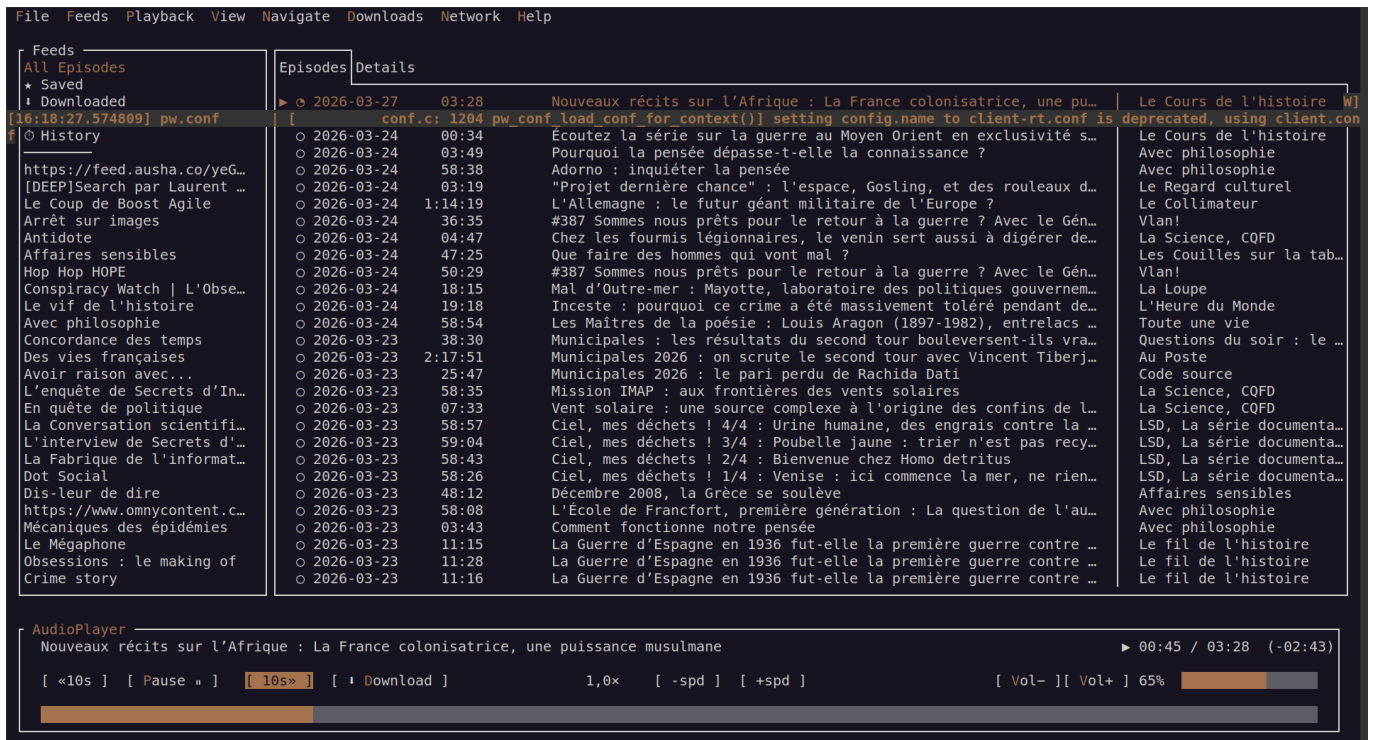 File Feeds Playback View Navigate Downloads Network Help
Feeds
All Episodes
★ Saved
⬇ Downloaded
[16:18:27.574809] pw.conf | [ conf.c: 1204 pw_conf_load_conf_for_context()] setting config.name to client-rt.conf is deprecated, using client.con
f ⏱ History
https://feed.ausha.co/yeG…
[DEEP]Search par Laurent …
Le Coup de Boost Agile
Arrêt sur images
Antidote
Affaires sensibles
Hop Hop HOPE
Conspiracy Watch | L'Obse…
Le vif de l'histoire
Avec philosophie
Concordance des temps
Des vies françaises
Avoir raison avec...
L’enquête de Secrets d’In…
En quête de politique
La Conversation scientifi…
L'interview de Secrets d'…
La Fabrique de l'informat…
Dot Social
Dis-leur de dire
https://www.omnycontent.c…
Mécaniques des épidémies
Le Mégaphone
Obsessions : le making of
Crime story
Episodes Details
▶ ◔ 2026-03-27 03:28 Nouveaux récits sur l’Afrique : La France colonisatrice, une pu… | Le Cours de l'histoire W]
○ 2026-03-24 00:34 Écoutez la série sur la guerre au Moyen Orient en exclusivité s… Le Cours de l'histoire
○ 2026-03-24 03:49 Pourquoi la pensée dépasse-t-elle la connaissance ? Avec philosophie
○ 2026-03-24 58:38 Adorno : inquiéter la pensée Avec philosophie
○ 2026-03-24 03:19 "Projet dernière chance" : l'espace, Gosling, et des rouleaux d… Le Regard culturel
○ 2026-03-24 1:14:19 L'Allemagne : le futur géant militaire de l'Europe ? Le Collimateur
○ 2026-03-24 36:35 #387 Sommes nous prêts pour le retour à la guerre ? Avec le Gén… Vlan!
○ 2026-03-24 04:47 Chez les fourmis légionnaires, le venin sert aussi à digérer de… La Science, CQFD
○ 2026-03-24 47:25 Que faire des hommes qui vont mal ? Les Couilles sur la tab…
○ 2026-03-24 50:29 #387 Sommes nous prêts pour le retour à la guerre ? Avec le Gén… Vlan!
○ 2026-03-24 18:15 Mal d’Outre-mer : Mayotte, laboratoire des politiques gouvernem… La Loupe
○ 2026-03-24 19:18 Inceste : pourquoi ce crime a été massivement toléré pendant de… L'Heure du Monde
○ 2026-03-24 58:54 Les Maîtres de la poésie : Louis Aragon (1897-1982), entrelacs … Toute une vie
○ 2026-03-23 38:30 Municipales : les résultats du second tour bouleversent-ils vra… Questions du soir : le …
○ 2026-03-23 2:17:51 Municipales 2026 : on scrute le second tour avec Vincent Tiberj… Au Poste
○ 2026-03-23 25:47 Municipales 2026 : le pari perdu de Rachida Dati Code source
○ 2026-03-23 58:35 Mission IMAP : aux frontières des vents solaires La Science, CQFD
○ 2026-03-23 07:33 Vent solaire : une source complexe à l'origine des confins de l… La Science, CQFD
○ 2026-03-23 58:57 Ciel, mes déchets ! 4/4 : Urine humaine, des engrais contre la … LSD, La série documenta…
○ 2026-03-23 59:04 Ciel, mes déchets ! 3/4 : Poubelle jaune : trier n'est pas recy… LSD, La série documenta…
○ 2026-03-23 58:43 Ciel, mes déchets ! 2/4 : Bienvenue chez Homo detritus LSD, La série documenta…
○ 2026-03-23 58:26 Ciel, mes déchets ! 1/4 : Venise : ici commence la mer, ne rien… LSD, La série documenta…
○ 2026-03-23 48:12 Décembre 2008, la Grèce se soulève Affaires sensibles
○ 2026-03-23 58:08 L'École de Francfort, première génération : La question de l'au… Avec philosophie
○ 2026-03-23 03:43 Comment fonctionne notre pensée Avec philosophie
○ 2026-03-23 11:15 La Guerre d’Espagne en 1936 fut-elle la première guerre contre … Le fil de l'histoire
○ 2026-03-23 11:28 La Guerre d’Espagne en 1936 fut-elle la première guerre contre … Le fil de l'histoire
○ 2026-03-23 11:16 La Guerre d’Espagne en 1936 fut-elle la première guerre contre … Le fil de l'histoire
AudioPlayer
Nouveaux récits sur l’Afrique : La France colonisatrice, une puissance musulmane ▶ 00:45 / 03:28 (-02:43)
[ «10s ] [ Pause ⏸ ] [ 10s» ] [ ⬇ Download ] 1,0× [ -spd ] [ +spd ] [ Vol− ][ Vol+ ] 65%